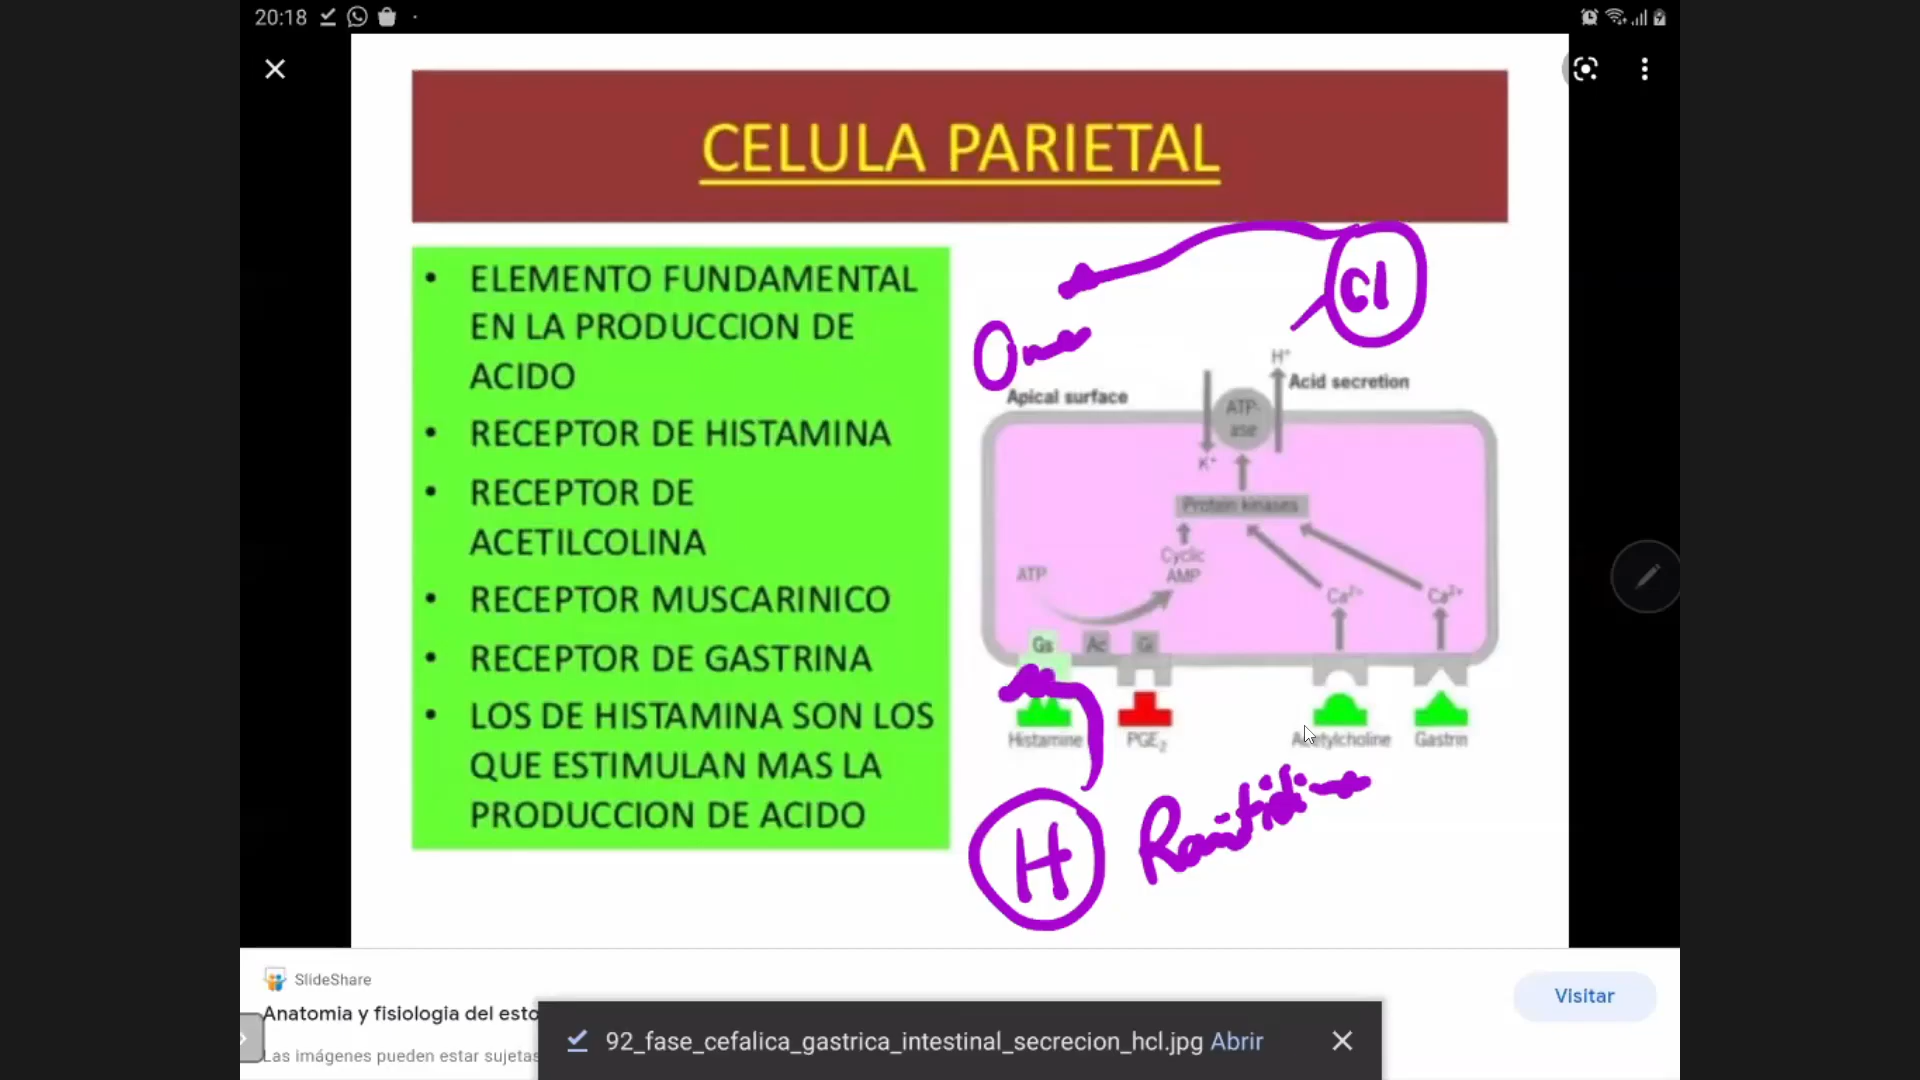 20:18
CELULA PARIETAL
• ELEMENTO FUNDAMENTAL
EN LA PRODUCCION DE
ACIDO
• RECEPTOR DE HISTAMINA
• RECEPTOR DE
ACETILCOLINA
• RECEPTOR MUSCARINICO
• RECEPTOR DE GASTRINA
• LOS DE HISTAMINA SON LOS
QUE ESTIMULAN MAS LA
PRODUCCION DE ACIDO
Cl
H⁺
Acid secretion
Apical surface
ATP-
ase
K⁺
Protein kinases
Cyclic
AMP
ATP
Ca²⁺ Ca²⁺
Gs Ac Gi
Histamine PGE₂ Acetylcholine Gastrin
H
SlideShare
Anatomia y fisiologia del esto
Las imágenes pueden estar sujetas
Visitar
92_fase_cefalica_gastrica_intestinal_secrecion_hcl.jpg Abrir